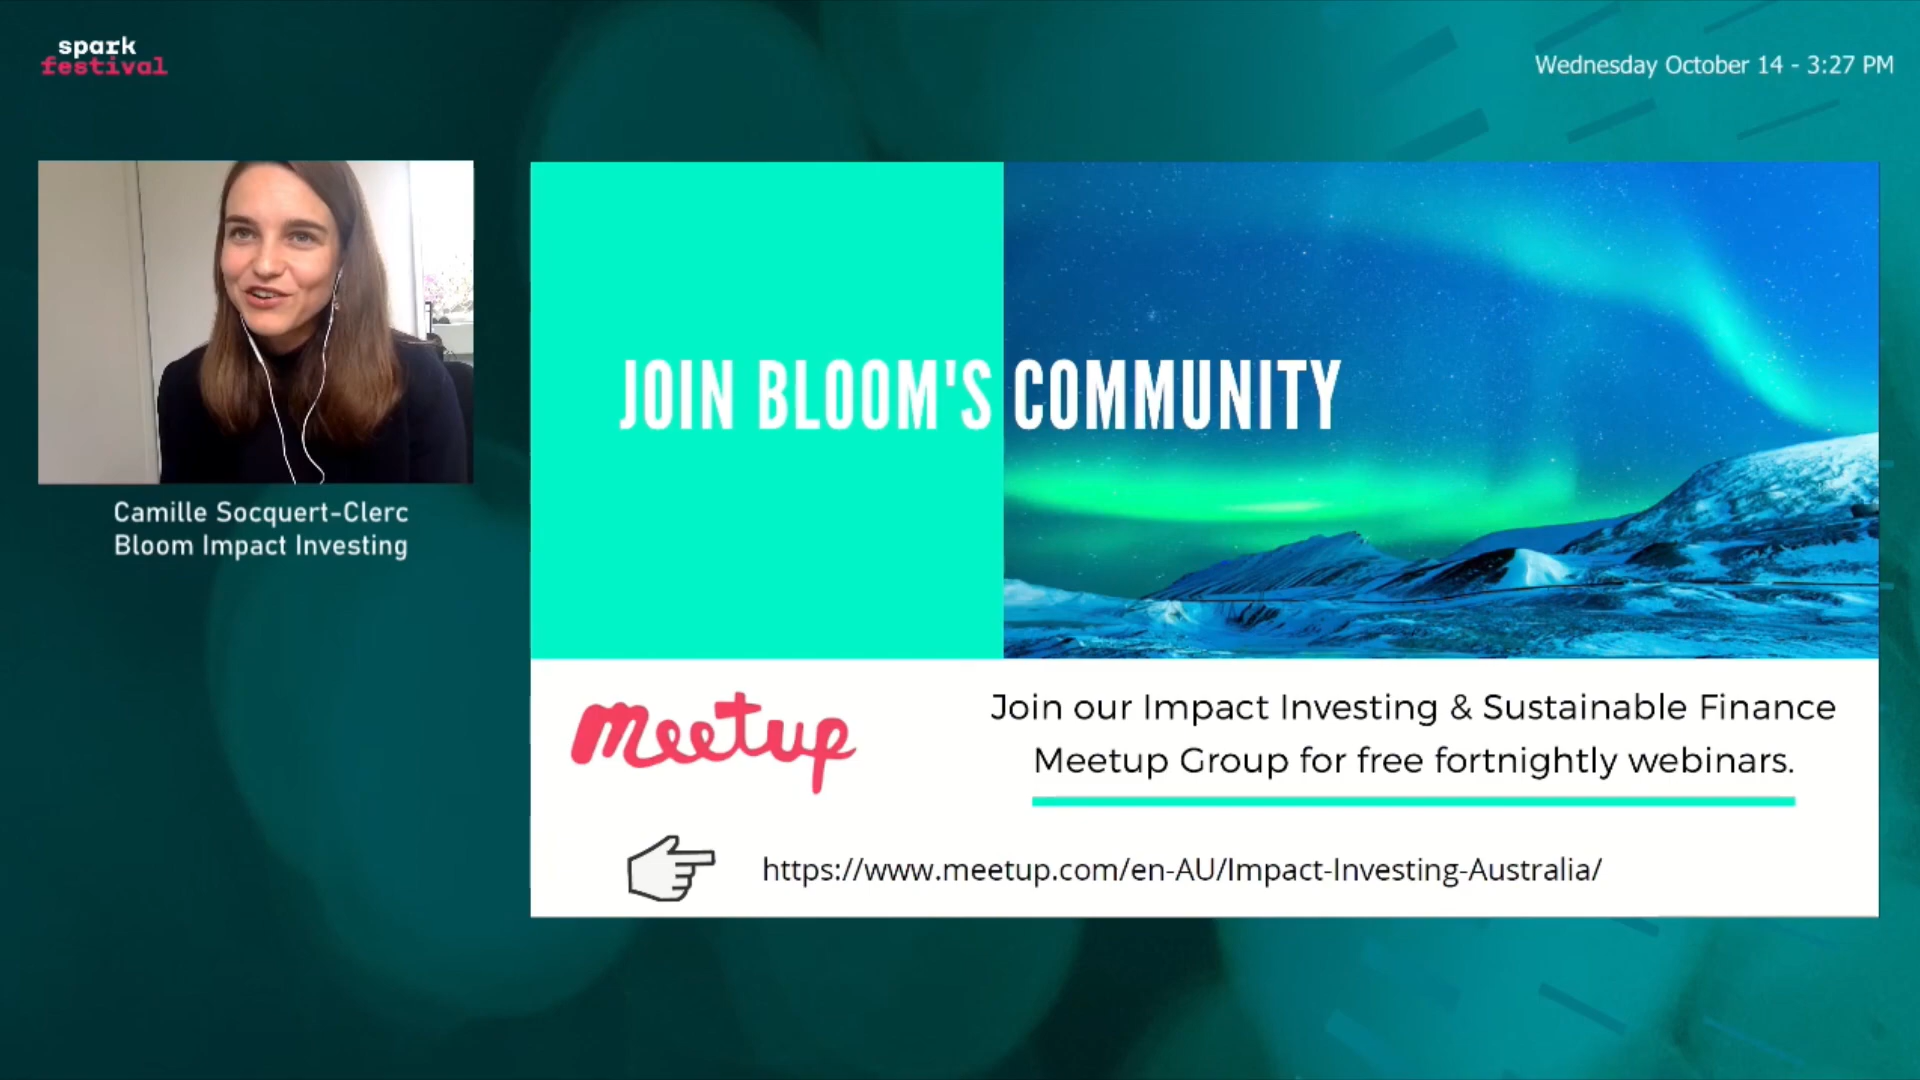 spark
festival
Wednesday October 14 - 3:27 PM
Camille Socquert-Clerc
Bloom Impact Investing
JOIN BLOOM'S COMMUNITY
meetup
Join our Impact Investing & Sustainable Finance
Meetup Group for free fortnightly webinars.
https://www.meetup.com/en-AU/Impact-Investing-Australia/